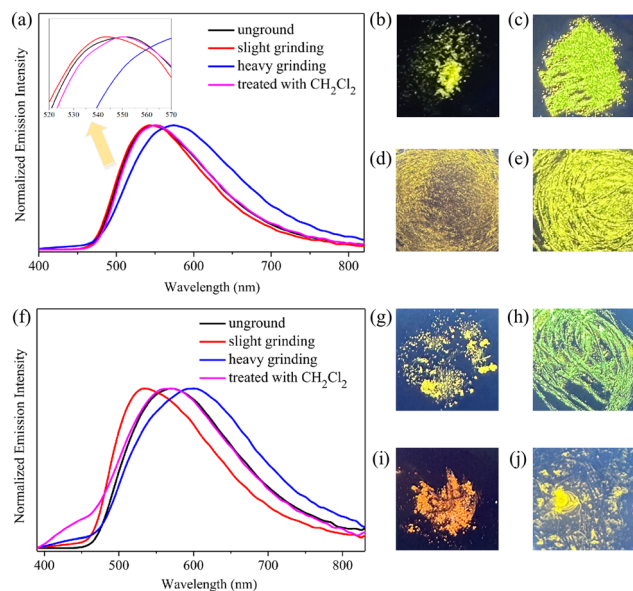 (a)
unground
slight grinding
heavy grinding
treated with CH2Cl2
520 530 540 550 560 570
Normalized Emission Intensity
400 500 600 700 800
Wavelength (nm)
(b)
(c)
(d)
(e)
(f)
unground
slight grinding
heavy grinding
treated with CH2Cl2
Normalized Emission Intensity
400 500 600 700 800
Wavelength (nm)
(g)
(h)
(i)
(j)